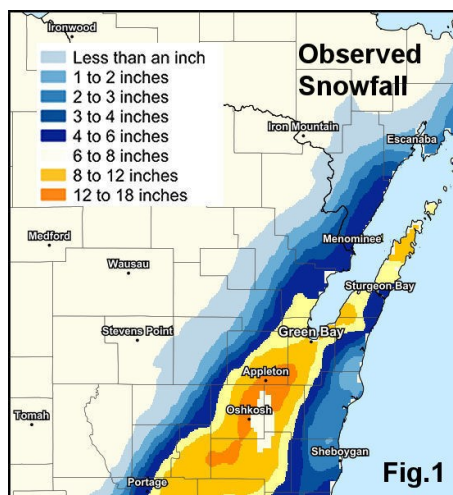 Ironwood
Less than an inch
1 to 2 inches
2 to 3 inches
3 to 4 inches
4 to 6 inches
6 to 8 inches
8 to 12 inches
12 to 18 inches
Observed
Snowfall
Iron Mountain
Escanaba
Medford
Menominee
Wausau
Sturgeon Bay
Stevens Point
Green Bay
Appleton
Tomah
Oshkosh
Sheboygan
Portage
Fig.1